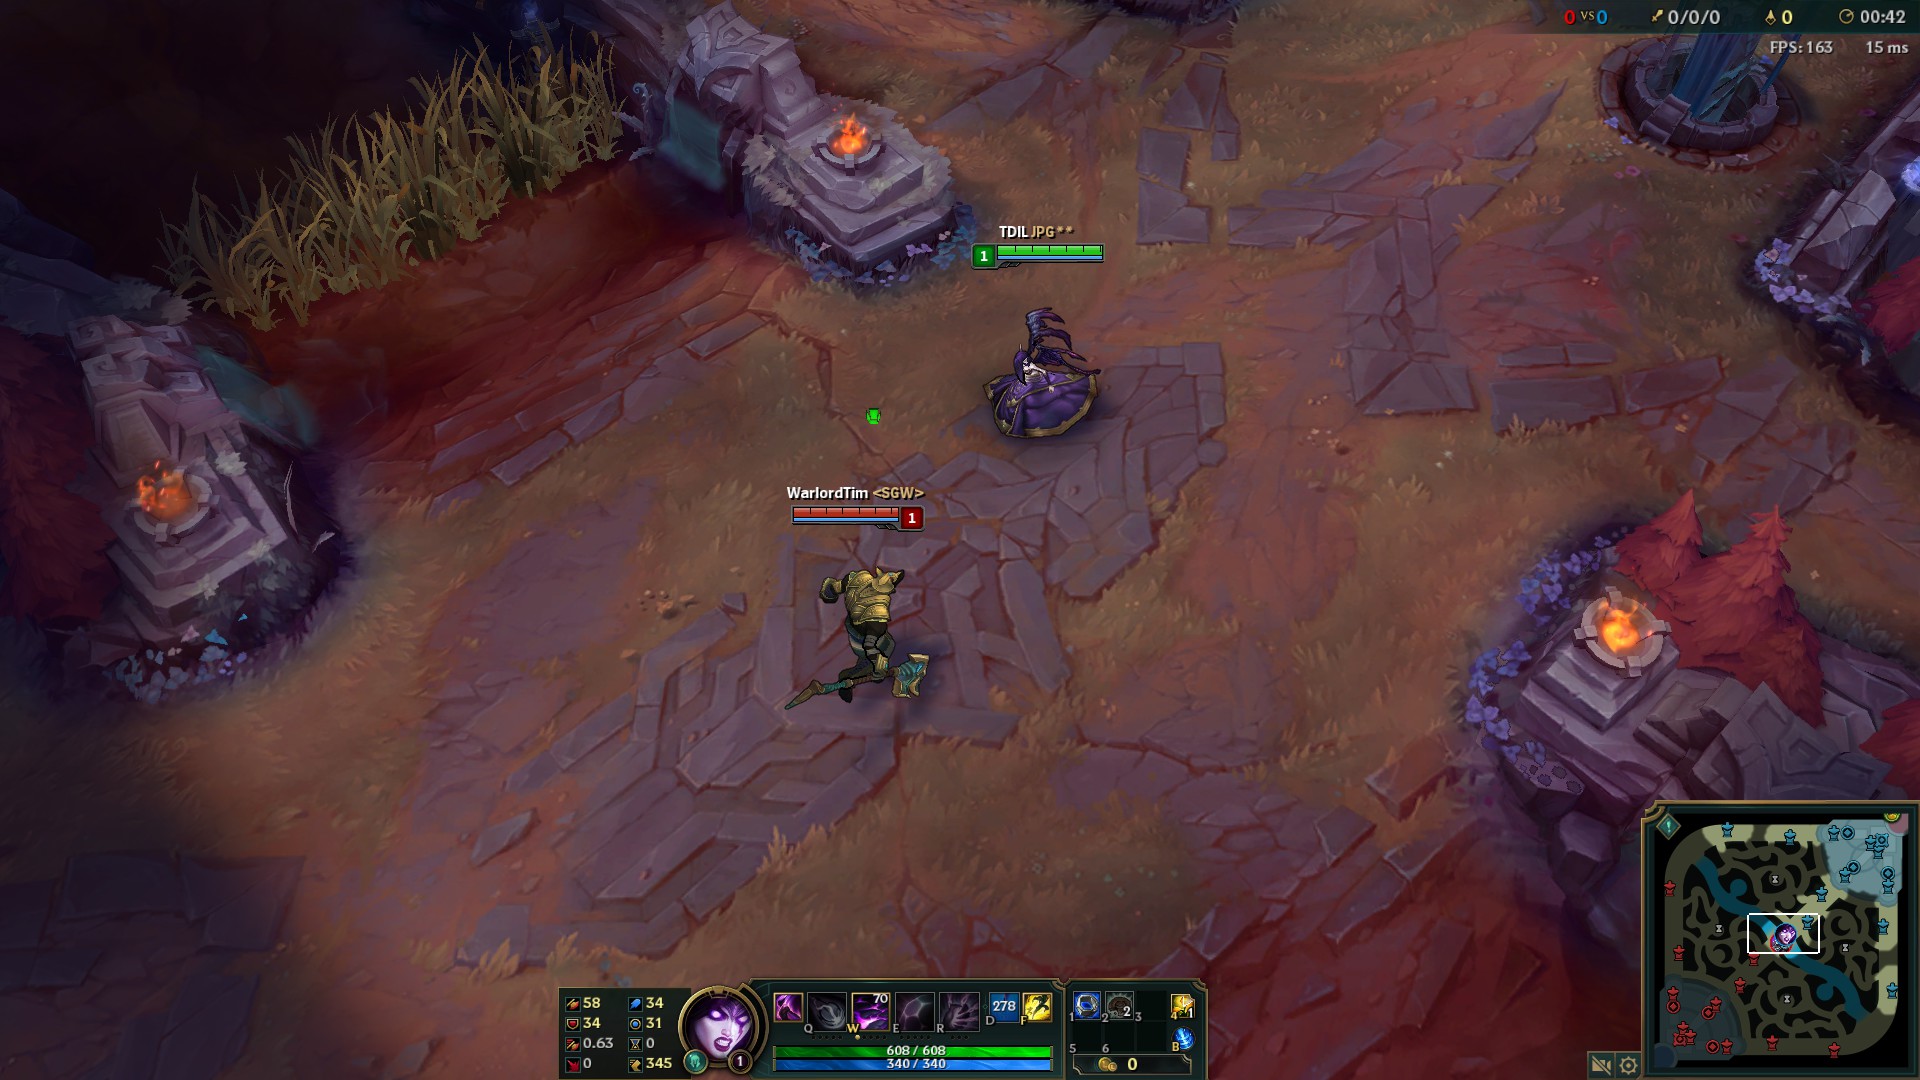 0 VS 0 0/0/0 0 00:42
FPS: 163 15 ms
TDIL JPG**
1
WarlordTim <SGW>
1
58 34
34 31
0.63 0
0 345
1
70
Q W E R
278
D F
1 2 2 3 4 1
5 6 B
608 / 608
340 / 340
0